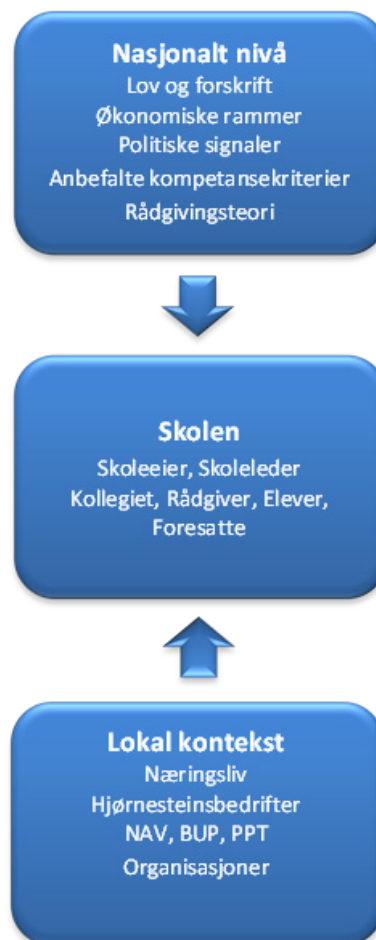 Nasjonalt nivå
Lov og forskrift
Økonomiske rammer
Politiske signaler
Anbefalte kompetansekriterier
Rådgivingsteori
Skolen
Skoleeier, Skoleleder
Kollegiet, Rådgiver, Elever,
Foresatte
Lokal kontekst
Næringsliv
Hjørnesteinsbedrifter
NAV, BUP, PPT
Organisasjoner